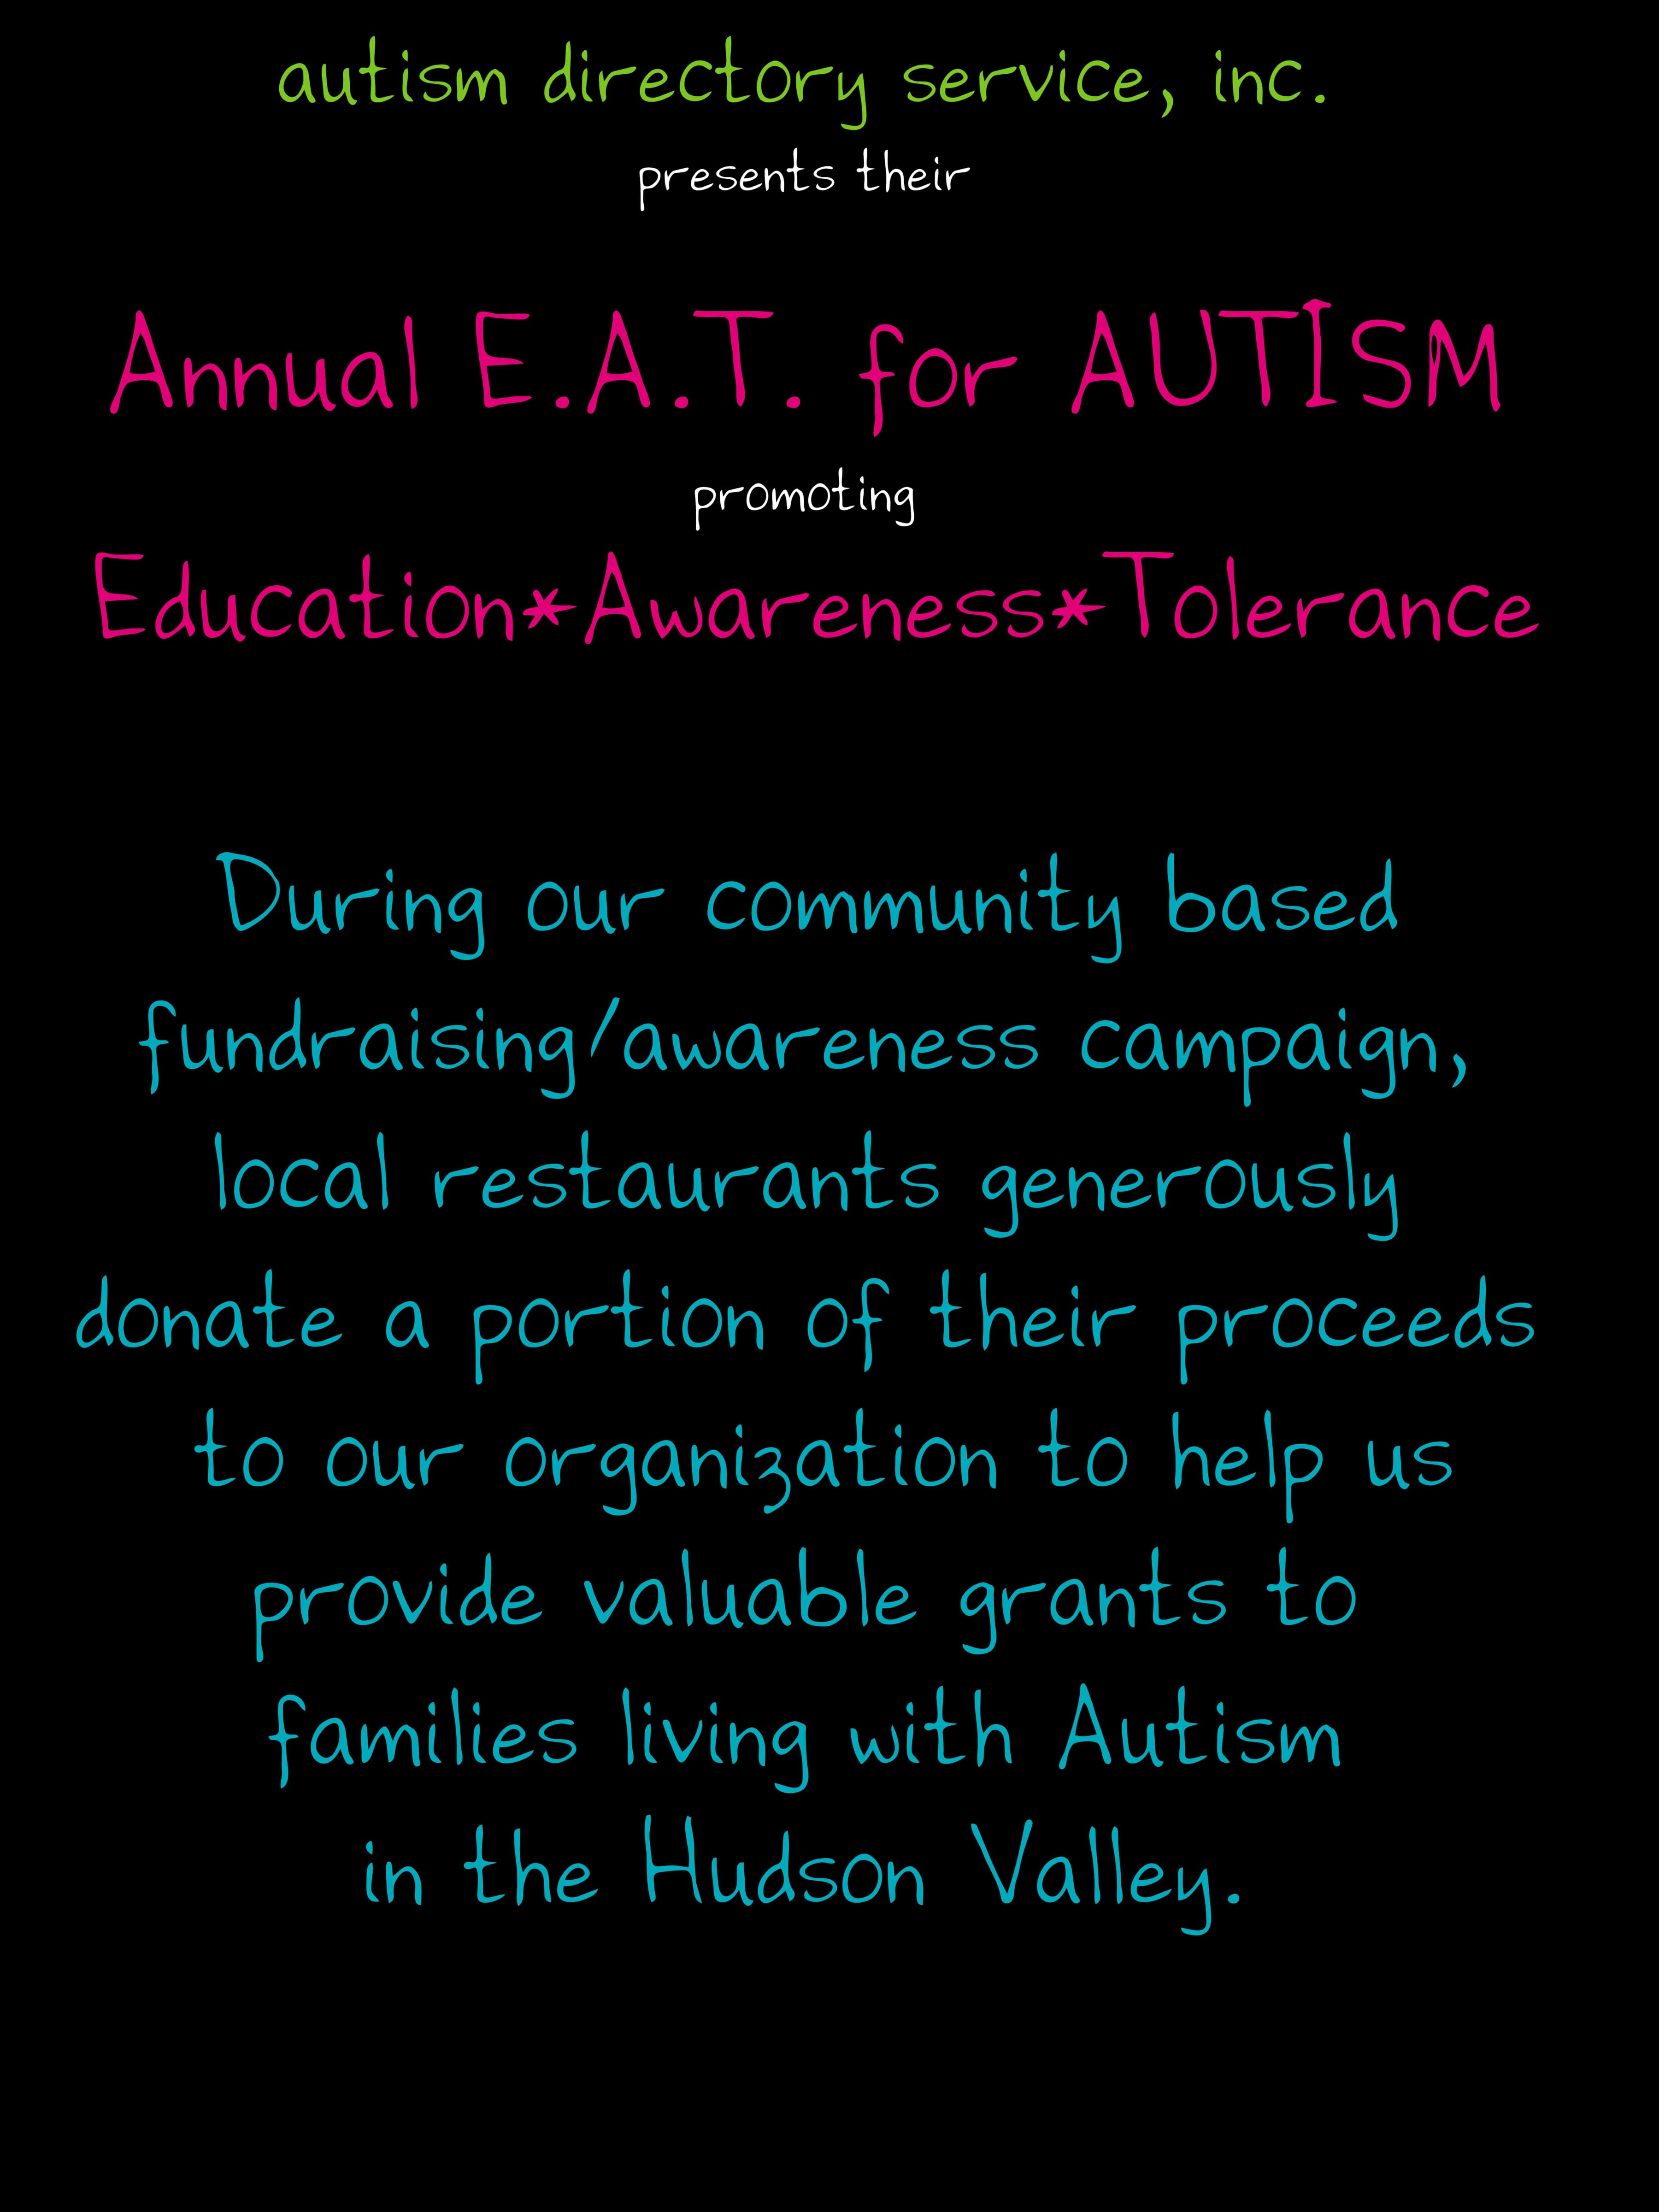 autism directory service, inc.
presents their
Annual E.A.T. for AUTISM
promoting
Education*Awareness*Tolerance
During our community based
fundraising/awareness campaign,
local restaurants generously
donate a portion of their proceeds
to our organization to help us
provide valuable grants to
families living with Autism
in the Hudson Valley.